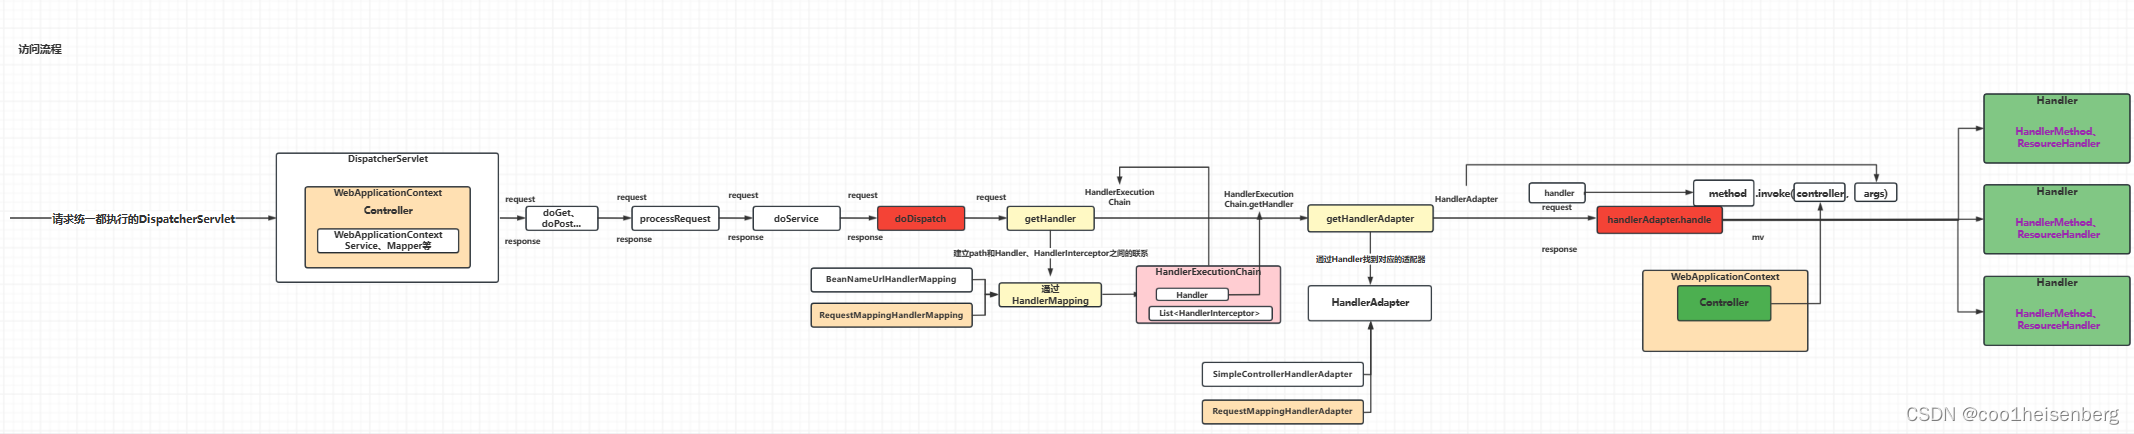 访问流程
请求统一都执行的DispatcherServlet
DispatcherServlet
WebApplicationContext
Controller
WebApplicationContext
Service、Mapper等
request
response
doGet、
doPost...
request
response
processRequest
request
response
doService
request
response
doDispatch
request
getHandler
建立path和Handler、HandlerInterceptor之间的联系
BeanNameUrlHandlerMapping
RequestMappingHandlerMapping
通过
HandlerMapping
HandlerExecution
Chain
HandlerExecutionChain
Handler
List<HandlerInterceptor>
HandlerExecution
Chain.getHandler
getHandlerAdapter
通过Handler找到对应的适配器
HandlerAdapter
SimpleControllerHandlerAdapter
RequestMappingHandlerAdapter
HandlerAdapter
handler
request
response
method .invoke(controller, args)
handlerAdapter.handle
mv
WebApplicationContext
Controller
Handler
HandlerMethod、
ResourceHandler
Handler
HandlerMethod、
ResourceHandler
Handler
HandlerMethod、
ResourceHandler
CSDN @coo1heisenberg